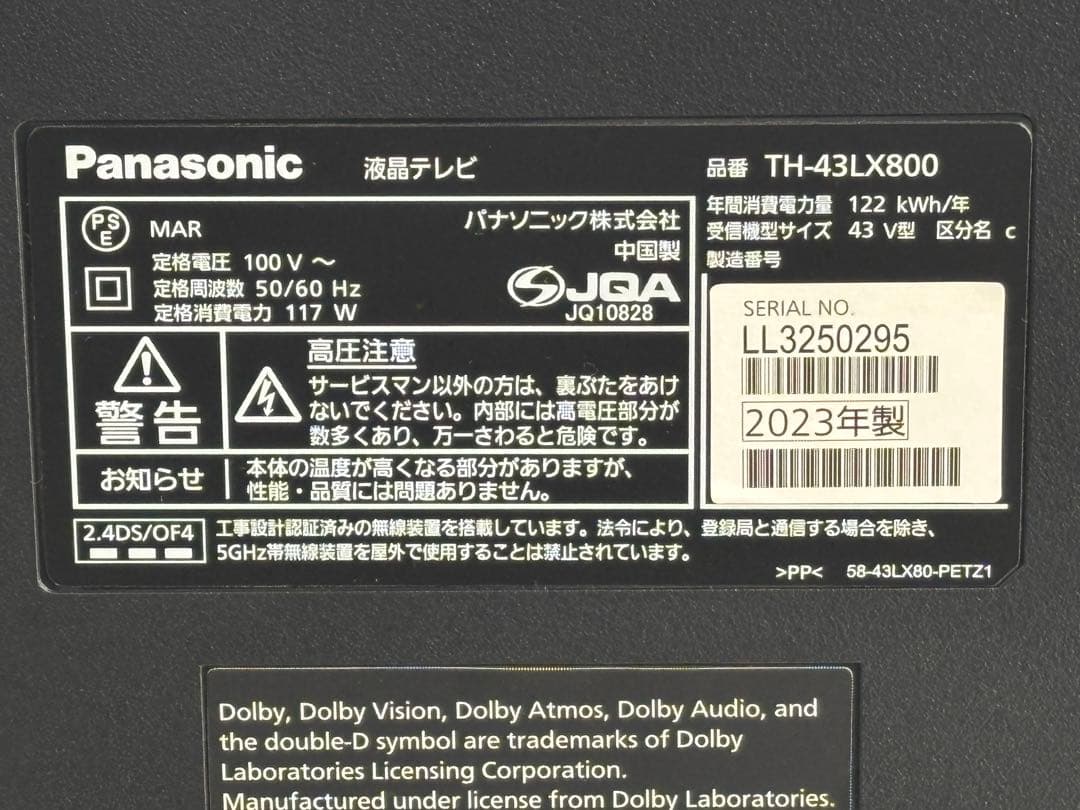 Panasonic 液晶テレビ 品番 TH-43LX800
PSE MAR
パナソニック株式会社
中国製
定格電圧 100 V ～
定格周波数 50/60 Hz
定格消費電力 117 W
JQA
JQ10828
年間消費電力量 122 kWh/年
受信機型サイズ 43 V型 区分名 c
製造番号
SERIAL NO.
LL3250295
2023年製
警告
高圧注意
サービスマン以外の方は、裏ぶたをあけ
ないでください。内部には高電圧部分が
数多くあり、万一さわると危険です。
お知らせ
本体の温度が高くなる部分がありますが、
性能・品質には問題ありません。
2.4DS/OF4
工事設計認証済みの無線装置を搭載しています。法令により、登録局と通信する場合を除き、
5GHz帯無線装置を屋外で使用することは禁止されています。
>PP< 58-43LX80-PETZ1
Dolby, Dolby Vision, Dolby Atmos, Dolby Audio, and
the double-D symbol are trademarks of Dolby
Laboratories Licensing Corporation.
Manufactured under license from Dolby Laboratories.